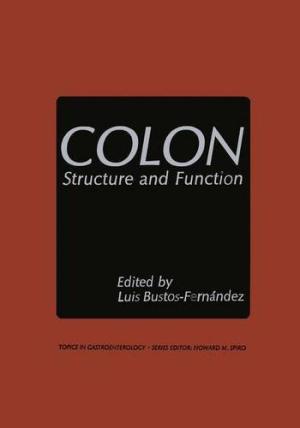 COLON
Structure and Function
Edited by
Luis Bustos-Fernández
TOPICS IN GASTROENTEROLOGY • SERIES EDITOR: HOWARD M. SPIRO